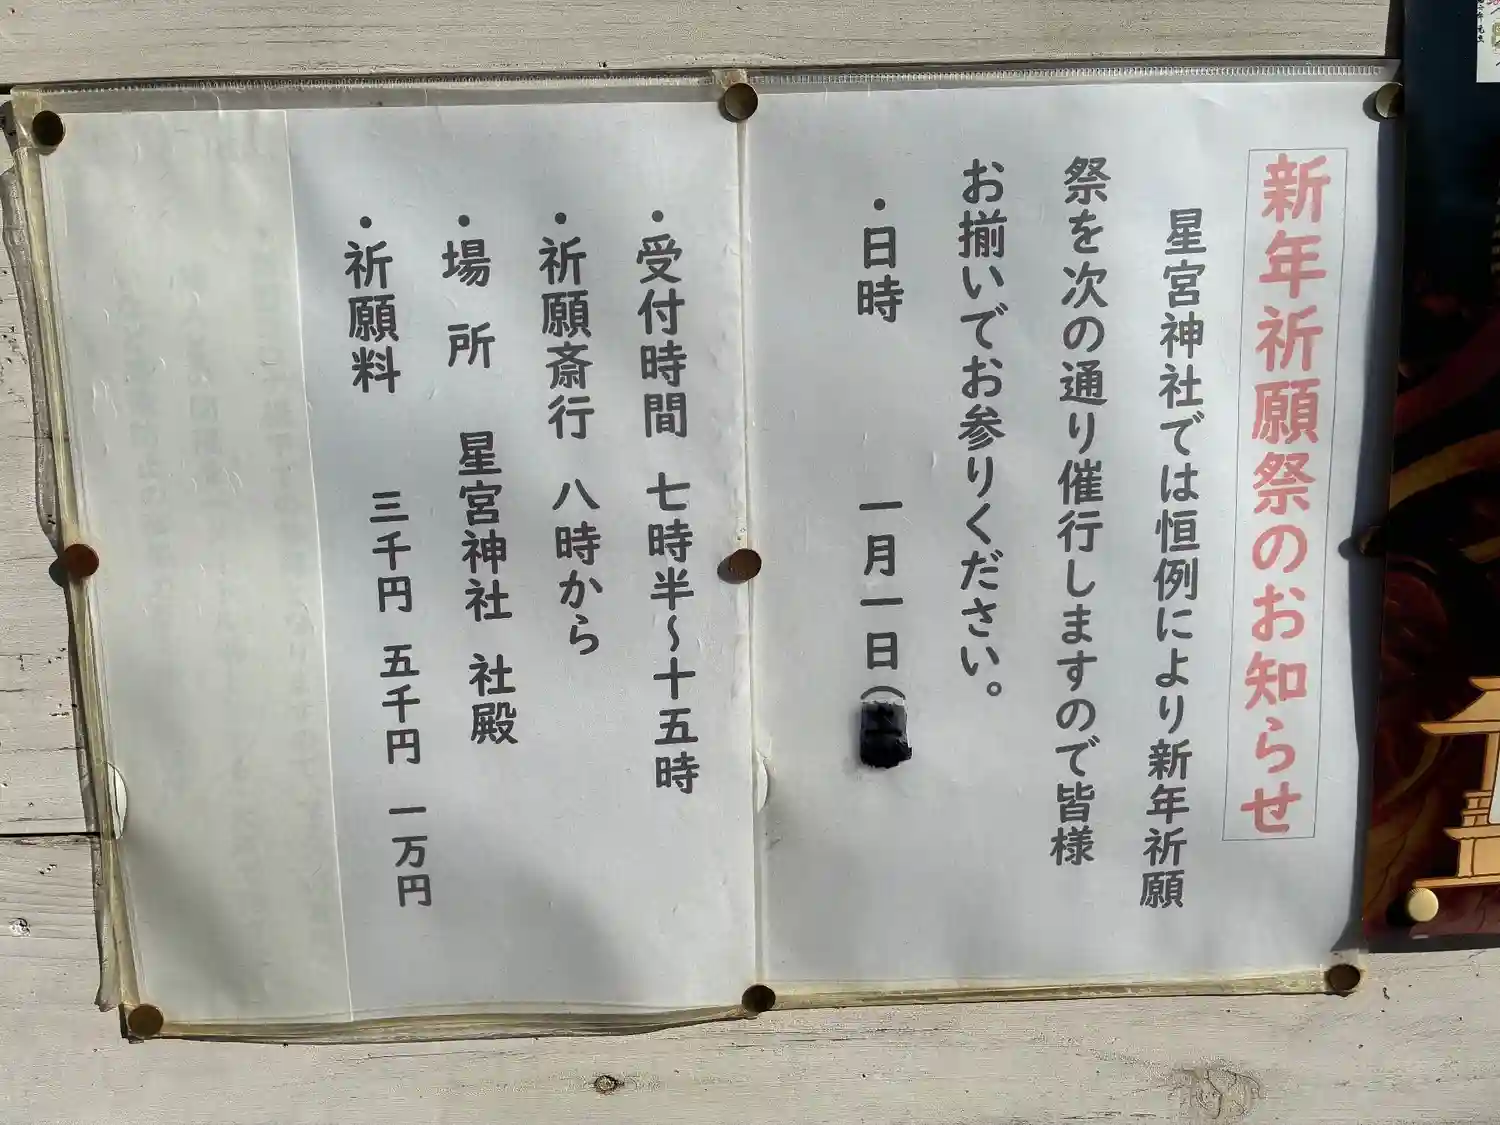 新年祈願祭のお知らせ
星宮神社では恒例により新年祈願
祭を次の通り催行しますので皆様
お揃いでお参りください。
・日時　一月一日(
・受付時間　七時半〜十五時
・祈願斎行　八時から
・場所　星宮神社　社殿
・祈願料　三千円　五千円　一万円